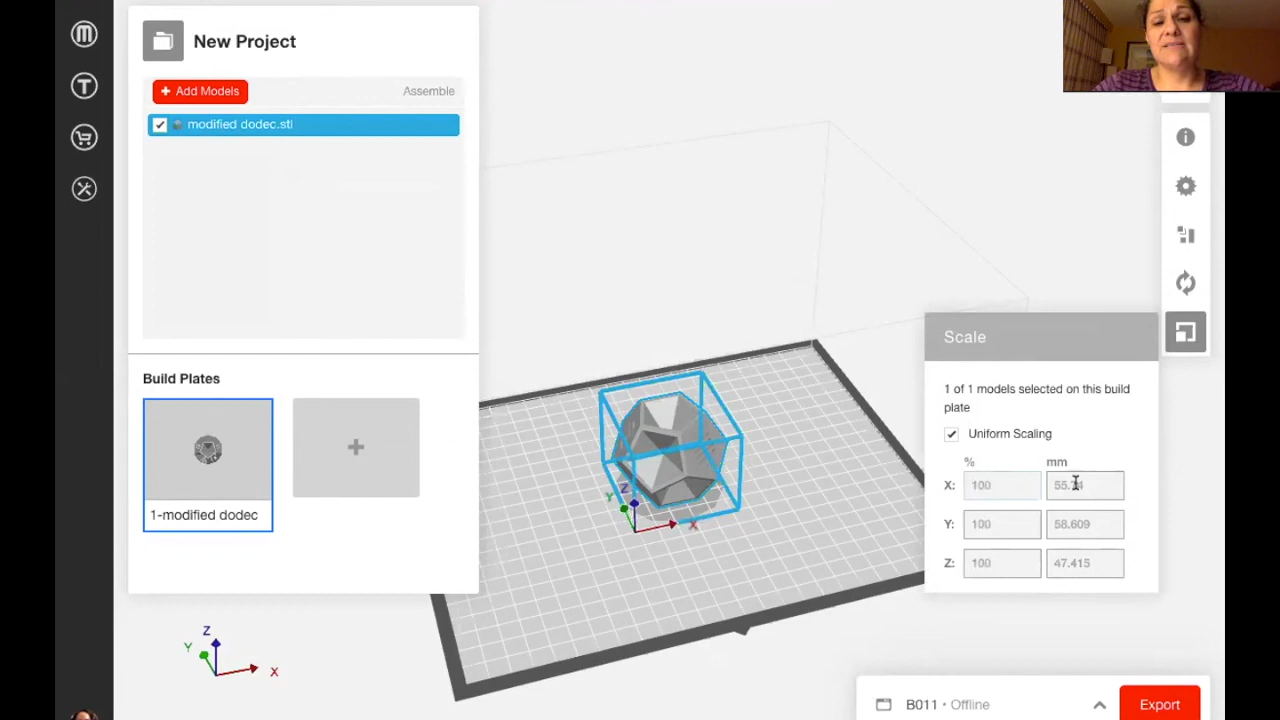 New Project
+ Add Models
Assemble
modified dodec.stl
Build Plates
1-modified dodec
Scale
1 of 1 models selected on this build
plate
Uniform Scaling
% mm
X: 100
Y: 100 58.609
Z: 100 47.415
Z
Y
X
Z
Y
X
B011 • Offline
Export
M
T